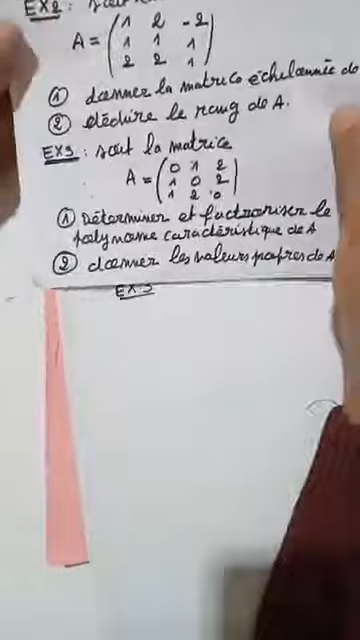 EX2: soit
A = (1 2 -2
1 1 1
2 2 1)
① donner la matrice échelonnée de
② déduire le rang de A.
EX3: soit la matrice
A = (0 1 2
1 0 2
1 2 0)
① Déterminer et factoriser le
polynome caractéristique de A
② donner les valeurs propres de A
EX3